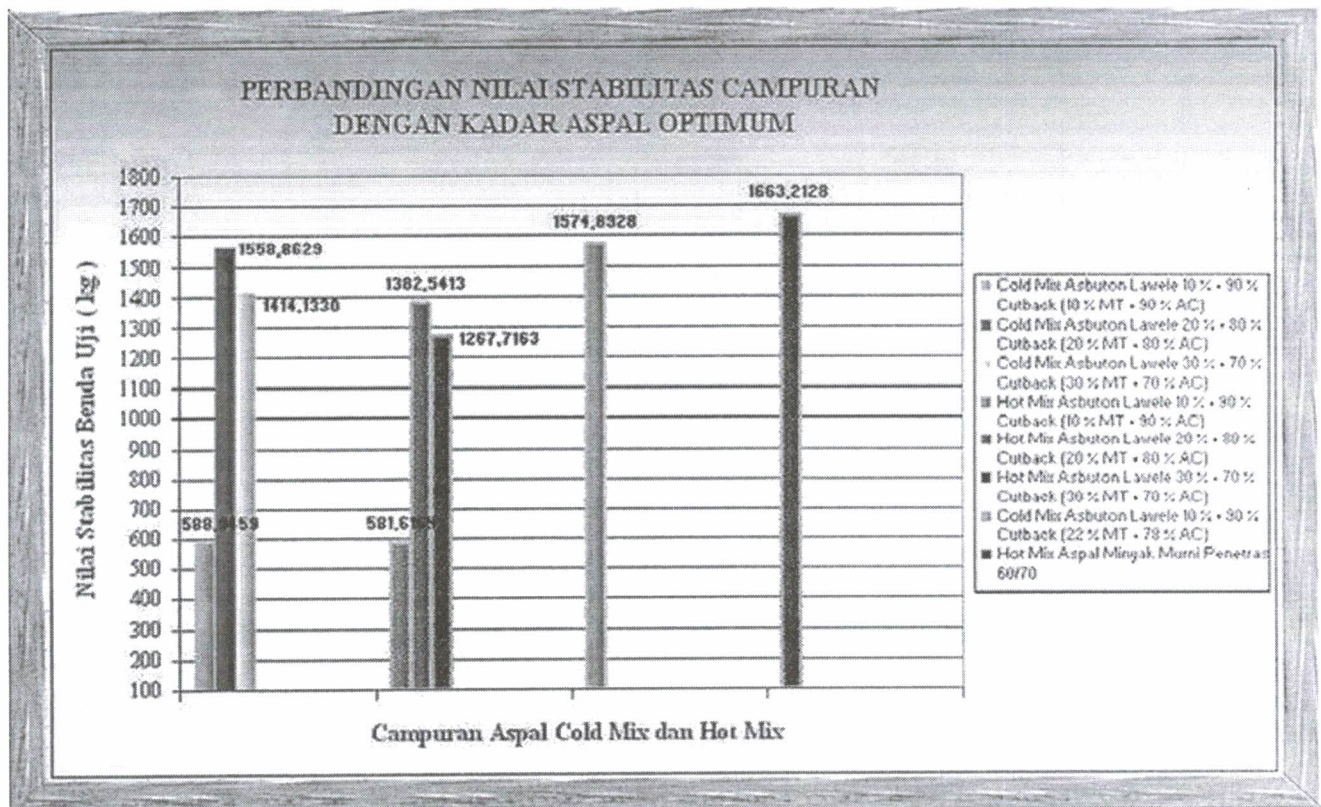 PERBANDINGAN NILAI STABILITAS CAMPURAN
DENGAN KADAR ASPAL OPTIMUM
Nilai Stabilitas Benda Uji ( kg )
1800
1700
1600
1500
1400
1300
1200
1100
1000
900
800
700
600
500
400
300
200
100
1558,8629
1414,1330
1382,5413
1267,7163
1574,8328
1663,2128
Campuran Aspal Cold Mix dan Hot Mix
Cold Mix Asbuton Lawele 10 % + 90 %
Cutback (10 % MT + 90 % AC)
Cold Mix Asbuton Lawele 20 % + 80 %
Cutback (20 % MT + 80 % AC)
Cold Mix Asbuton Lawele 30 % + 70 %
Cutback (30 % MT + 70 % AC)
Hot Mix Asbuton Lawele 10 % + 90 %
Cutback (10 % MT + 90 % AC)
Hot Mix Asbuton Lawele 20 % + 80 %
Cutback (20 % MT + 80 % AC)
Hot Mix Asbuton Lawele 30 % + 70 %
Cutback (30 % MT + 70 % AC)
Cold Mix Asbuton Lawele 10 % + 90 %
Cutback (22 % MT + 78 % AC)
Hot Mix Aspal Minyak Murni Penetras
60/70